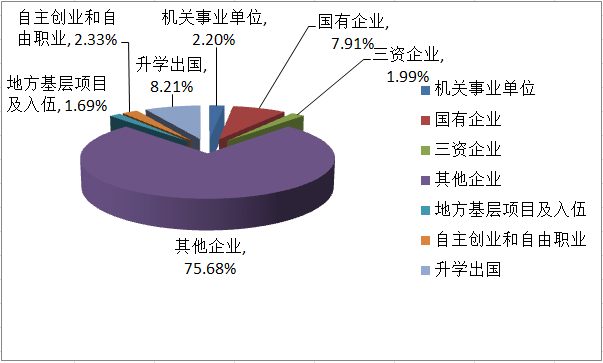 自主创业和自
由职业, 2.33%
机关事业单位,
2.20%
国有企业,
7.91%
三资企业,
1.99%
升学出国,
8.21%
地方基层项目
及入伍, 1.69%
其他企业,
75.68%
机关事业单位
国有企业
三资企业
其他企业
地方基层项目及入伍
自主创业和自由职业
升学出国